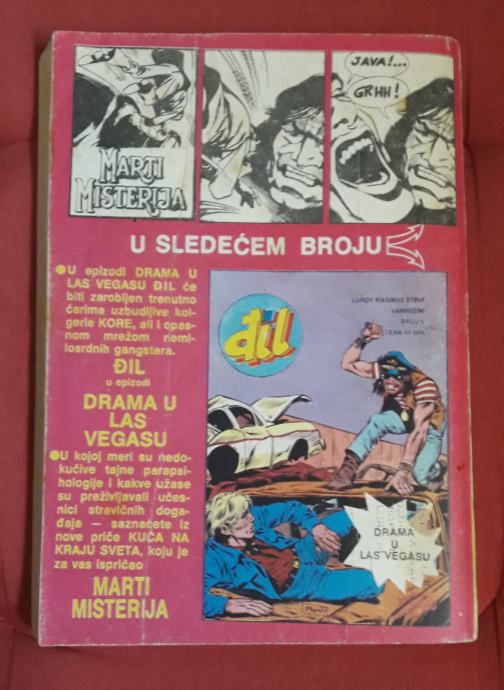 JAVA!...
GRHH!
MARTI
MISTERIJA
U SLEDEĆEM BROJU
U epizodi DRAMA U
LAS VEGASU ĐIL će
biti zarobljen trenutno
čarima uzbudljive kol-
gerle KORE, ali i opas-
nom mrežom nemi-
losrdnih gangstera.
ĐIL
u epizodi
DRAMA U
LAS
VEGASU
U kojoj meri su nedo-
kučive tajne parapsi-
hologije i kakve užase
su preživljavali učes-
nici stravičnih doga-
đaja — saznaćete iz
nove priče KUĆA NA
KRAJU SVETA, koju je
za vas ispričao
MARTI
MISTERIJA
đil
LUNOV MAGNUS STRIP
VANREDNI
BROJ
CENA DIN
DRAMA
U
LAS VEGASU